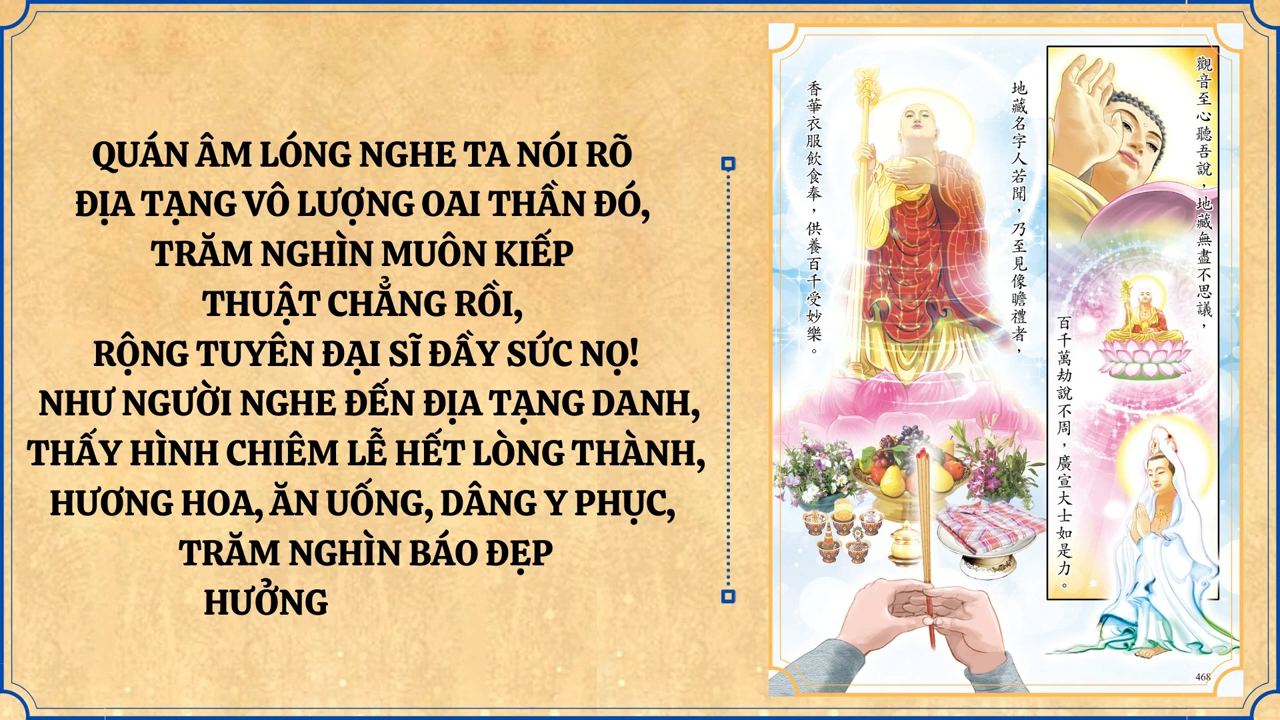 QUÁN ÂM LÓNG NGHE TA NÓI RÕ
ĐỊA TẠNG VÔ LƯỢNG OAI THẦN ĐÓ,
TRĂM NGHÌN MUÔN KIẾP
THUẬT CHẲNG RỒI,
RỘNG TUYÊN ĐẠI SĨ ĐẦY SỨC NỌ!
NHƯ NGƯỜI NGHE ĐẾN ĐỊA TẠNG DANH,
THẤY HÌNH CHIÊM LỄ HẾT LÒNG THÀNH,
HƯƠNG HOA, ĂN UỐNG, DÂNG Y PHỤC,
TRĂM NGHÌN BÁO ĐẸP
HƯỞNG
觀音至心聽吾說，地藏無盡不思議，
百千萬劫說不周，廣宣大士如是力。
地藏名字人若聞，乃至見像瞻禮者，
香華衣服飲食奉，供養百千受妙樂。
468